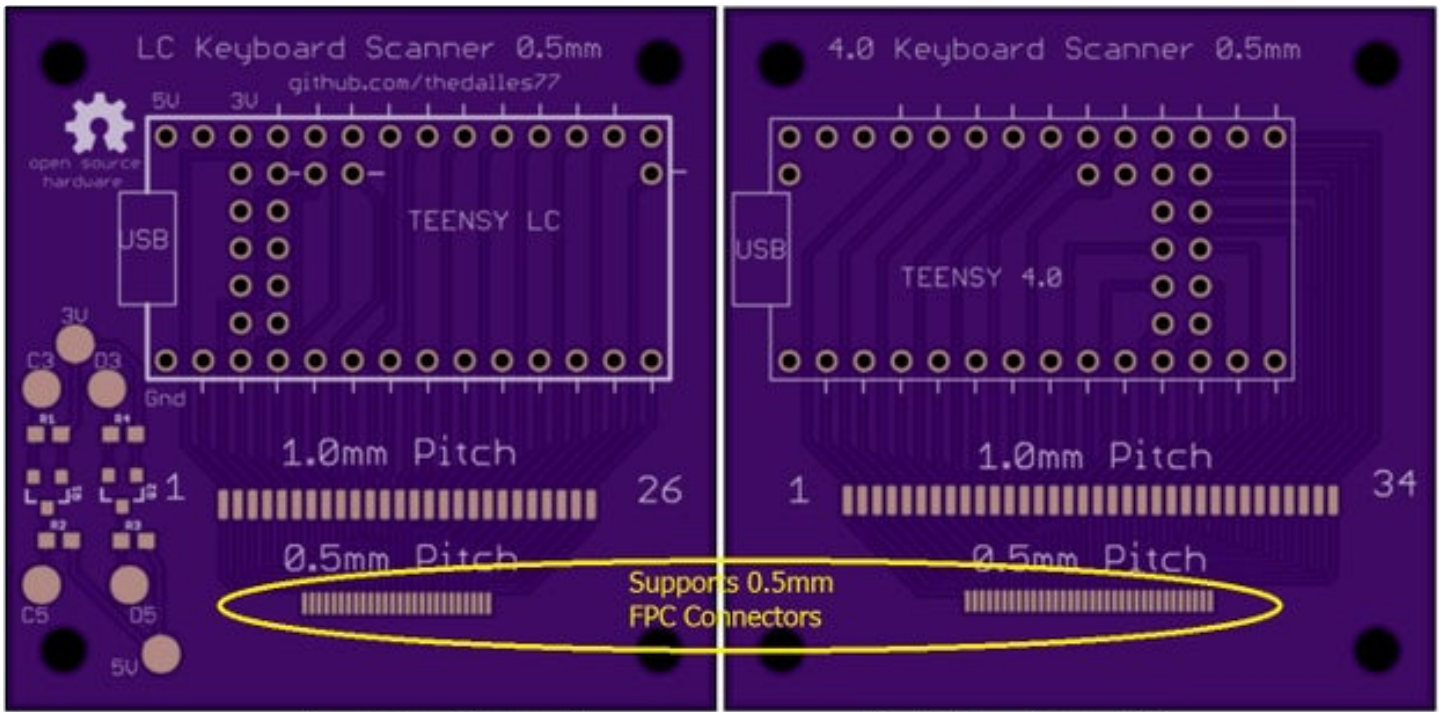 LC Keyboard Scanner 0.5mm
github.com/thedalles77
5V 3V
open source
hardware
USB
TEENSY LC
3V
C3 D3
Gnd
R1 R4
1.0mm Pitch
1 26
R2 R3
0.5mm Pitch
C5 D5
5V
4.0 Keyboard Scanner 0.5mm
USB
TEENSY 4.0
1.0mm Pitch
1 34
0.5mm Pitch
Supports 0.5mm
FPC Connectors